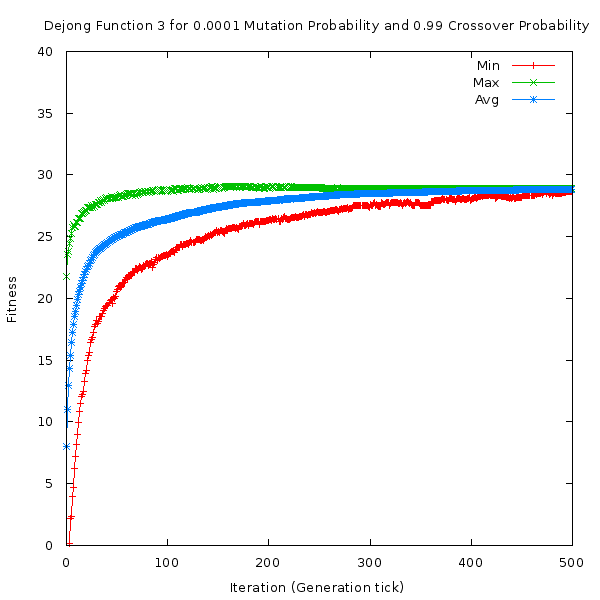 Dejong Function 3 for 0.0001 Mutation Probability and 0.99 Crossover Probability
40
35
30
25
20
15
10
5
0
Fitness
Min
Max
Avg
0 100 200 300 400 500
Iteration (Generation tick)